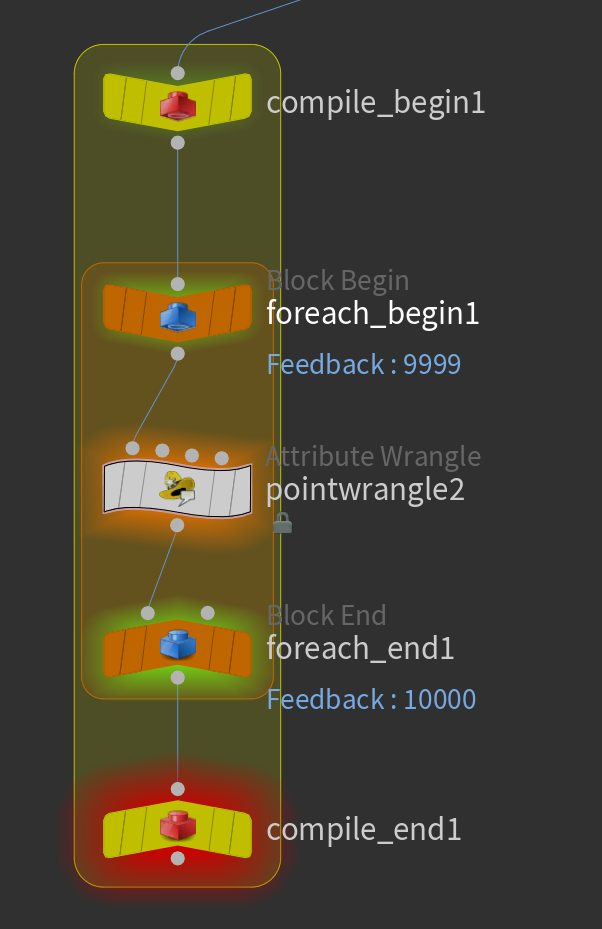 compile_begin1
Block Begin
foreach_begin1
Feedback : 9999
Attribute Wrangle
pointwrangle2
Block End
foreach_end1
Feedback : 10000
compile_end1